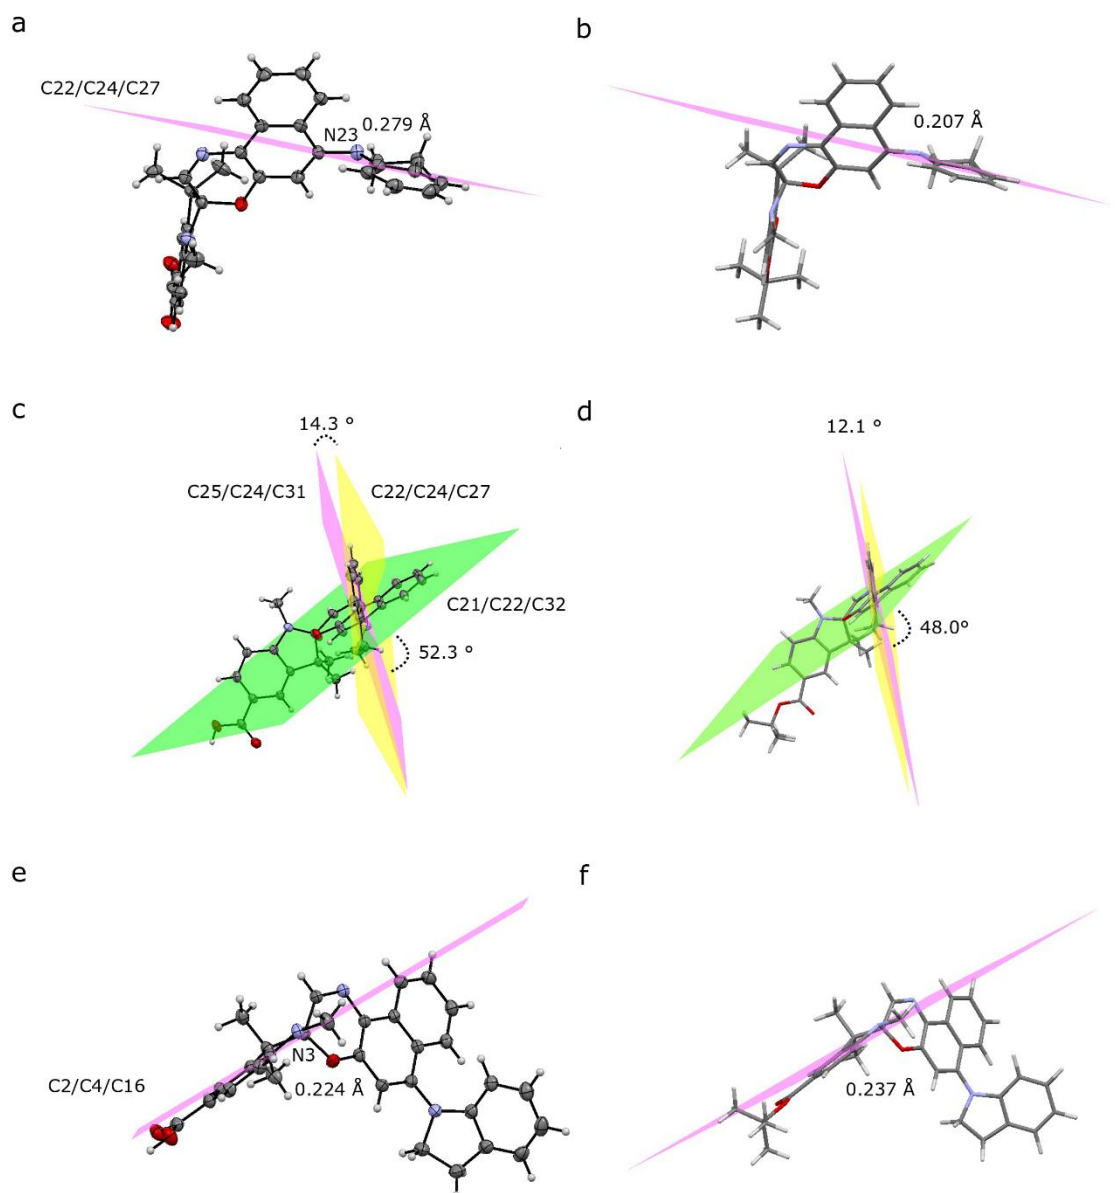 a
b
C22/C24/C27
N23
0.279 Å
0.207 Å
c
d
14.3 °
12.1 °
C25/C24/C31
C22/C24/C27
C21/C22/C32
52.3 °
48.0°
e
f
N3
C2/C4/C16
0.224 Å
0.237 Å